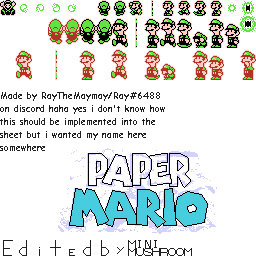 Made by RayTheMaymay/Ray#6488
on discord haha yes i don't know how
this should be implemented into the
sheet but i wanted my name here
somewhere
PAPER
MARIO
Edited by MINI
MUSHROOM